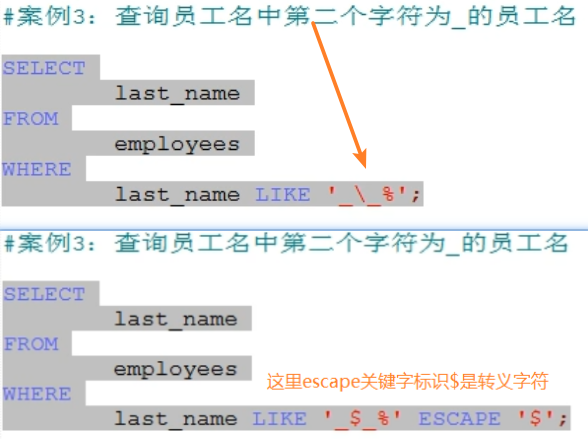 #案例3：查询员工名中第二个字符为_的员工名
SELECT
last_name
FROM
employees
WHERE
last_name LIKE '_\_%';
#案例3：查询员工名中第二个字符为_的员工名
SELECT
last_name
FROM
employees
这里escape关键字标识$是转义字符
WHERE
last_name LIKE '_$_%' ESCAPE '$';